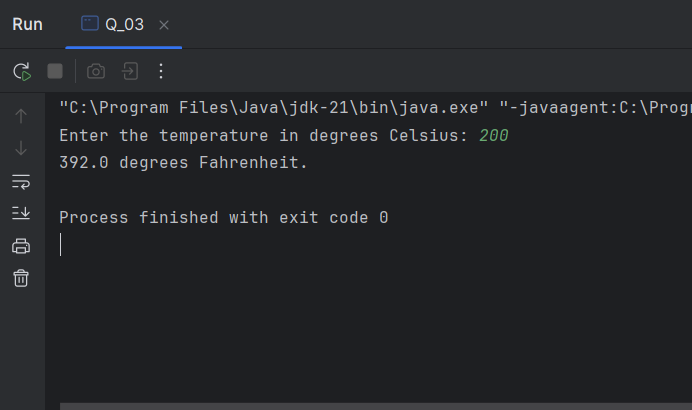 Run Q_03
"C:\Program Files\Java\jdk-21\bin\java.exe" "-javaagent:C:\Prog
Enter the temperature in degrees Celsius: 200
392.0 degrees Fahrenheit.
Process finished with exit code 0